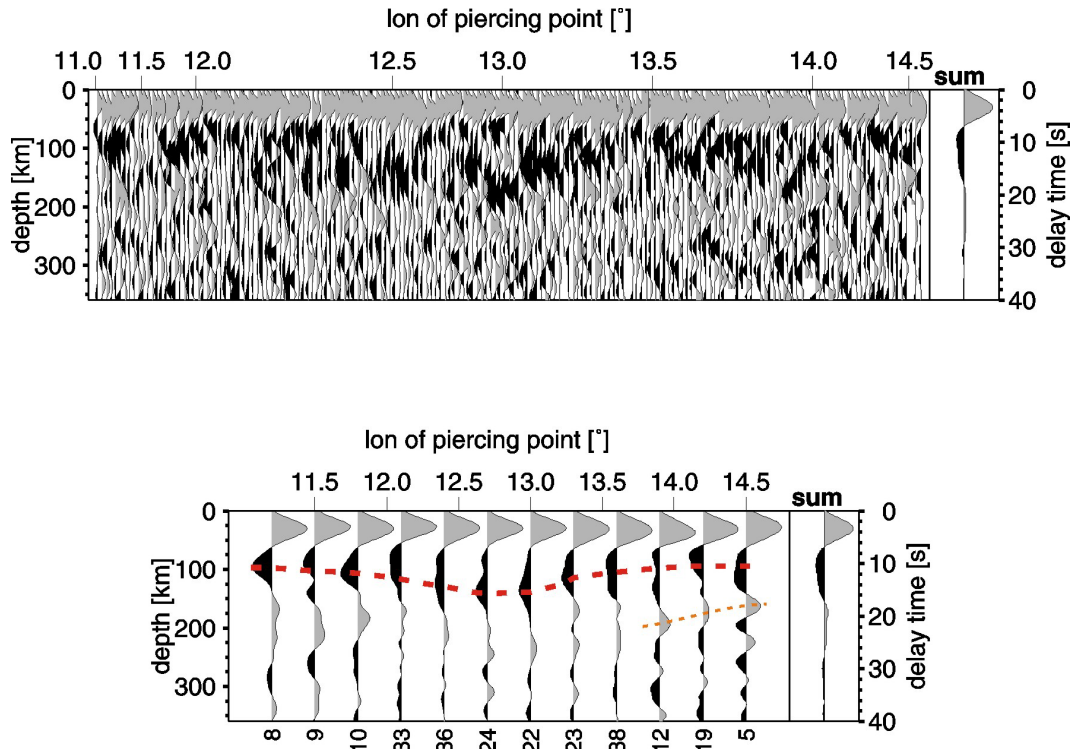 lon of piercing point [°]
11.0 11.5 12.0 12.5 13.0 13.5 14.0 14.5
sum
0 0
100 10
200 20
300 30
40
depth [km]
delay time [s]
lon of piercing point [°]
11.5 12.0 12.5 13.0 13.5 14.0 14.5
sum
0 0
100 10
200 20
300 30
40
depth [km]
delay time [s]
8 9 10 33 36 24 22 23 38 12 19 5